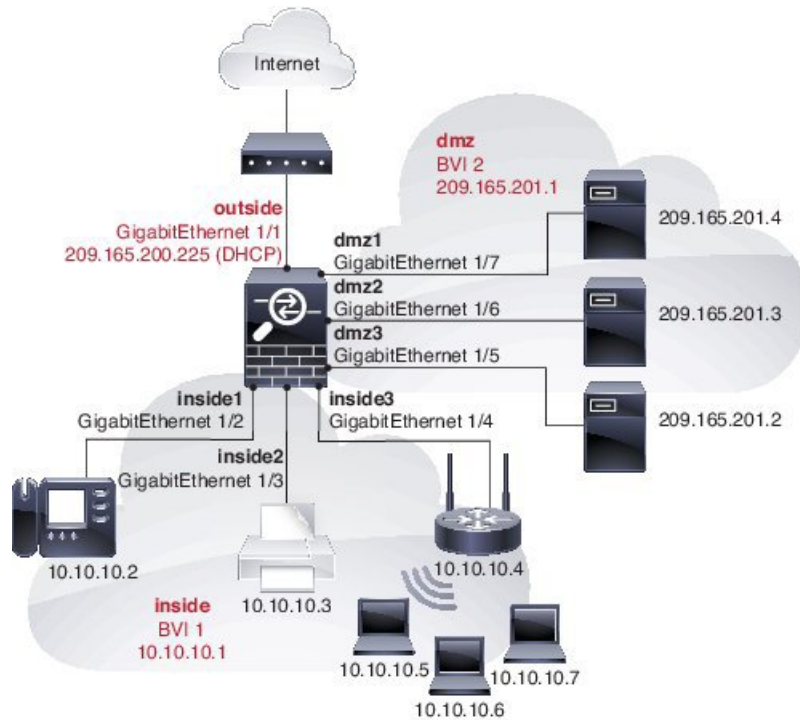 Internet
dmz
BVI 2
209.165.201.1
outside
GigabitEthernet 1/1
209.165.200.225 (DHCP)
dmz1
GigabitEthernet 1/7
209.165.201.4
dmz2
GigabitEthernet 1/6
209.165.201.3
dmz3
GigabitEthernet 1/5
209.165.201.2
inside1
GigabitEthernet 1/2
inside3
GigabitEthernet 1/4
inside2
GigabitEthernet 1/3
10.10.10.2
10.10.10.3
10.10.10.4
inside
BVI 1
10.10.10.1
10.10.10.5
10.10.10.6
10.10.10.7